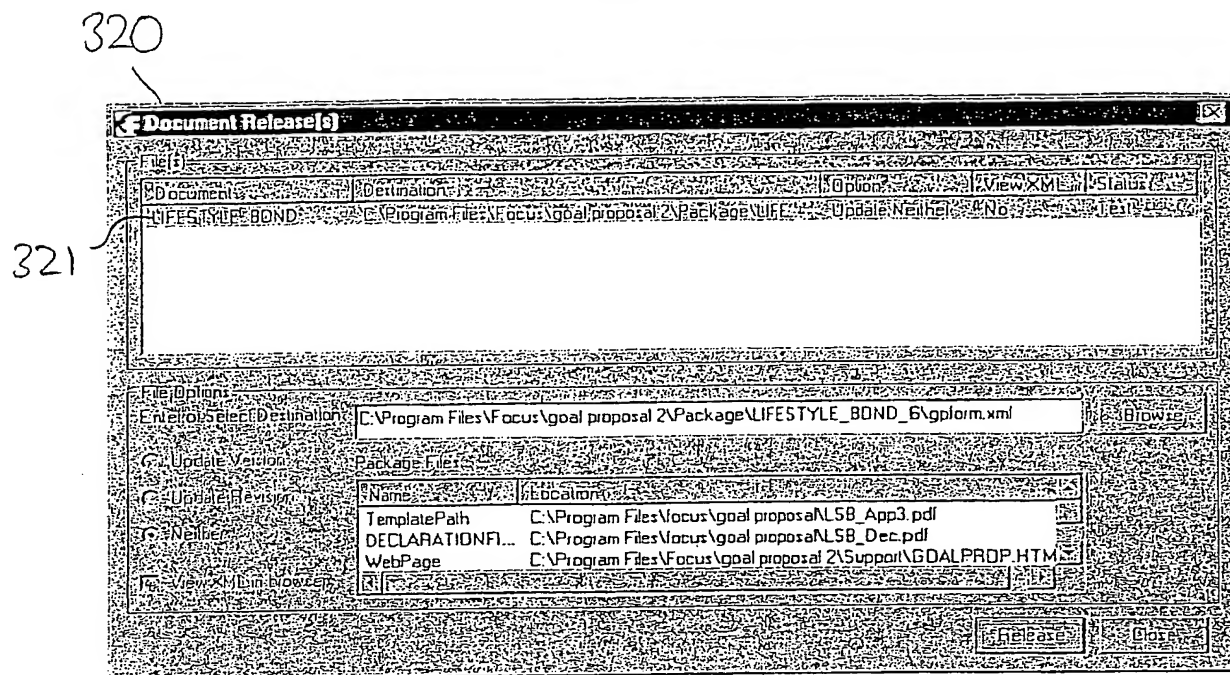 320
Document Release(s)
File(s)
Document Destination Option View XML Status
LIFESTYLE BOND C:\Program Files\Focus\goal proposal 2\Package\LIFE... Update Neither No Test
321
File Options
Enter or Select Destination C:\Program Files\Focus\goal proposal 2\Package\LIFESTYLE_BOND_6\gpform.xml Browse
Update Version Package Files
Update Revision Name Location
TemplatePath C:\Program Files\focus\goal proposal\LSB_App3.pdf
Neither DECLARATIONFI... C:\Program Files\focus\goal proposal\LSB_Dec.pdf
WebPage C:\Program Files\Focus\goal proposal 2\Support\GOALPROP.HTM
View XML in browser
Release Close